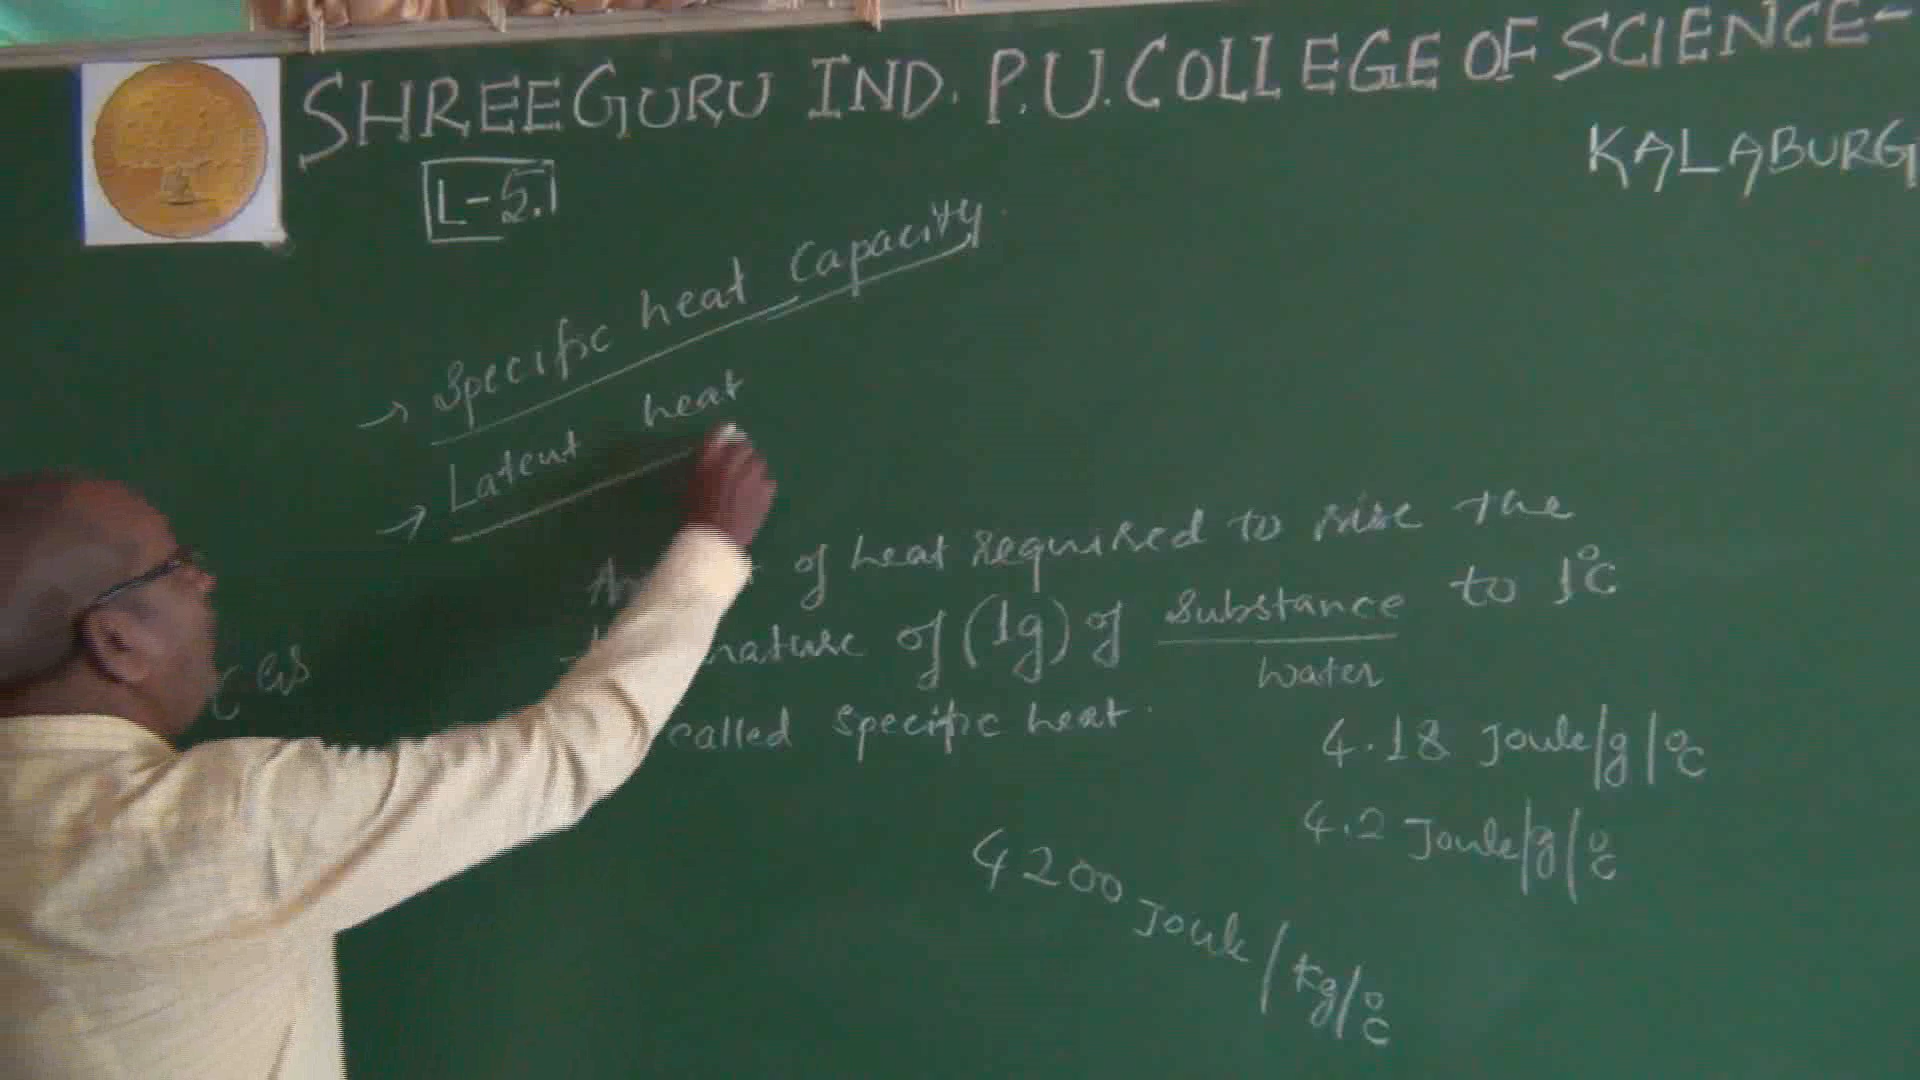 SHREEGURU IND. P.U. COLLEGE OF SCIENCE-
KALABURG
L-5.1
→ Specific heat Capacity.
→ Latent heat
of heat required to rise the
of (1g) of substance to 1°C
water
called specific heat.
CGS
4.18 Joule/g/°C
4.2 Joule/g/°C
4200 Joule/kg/°C